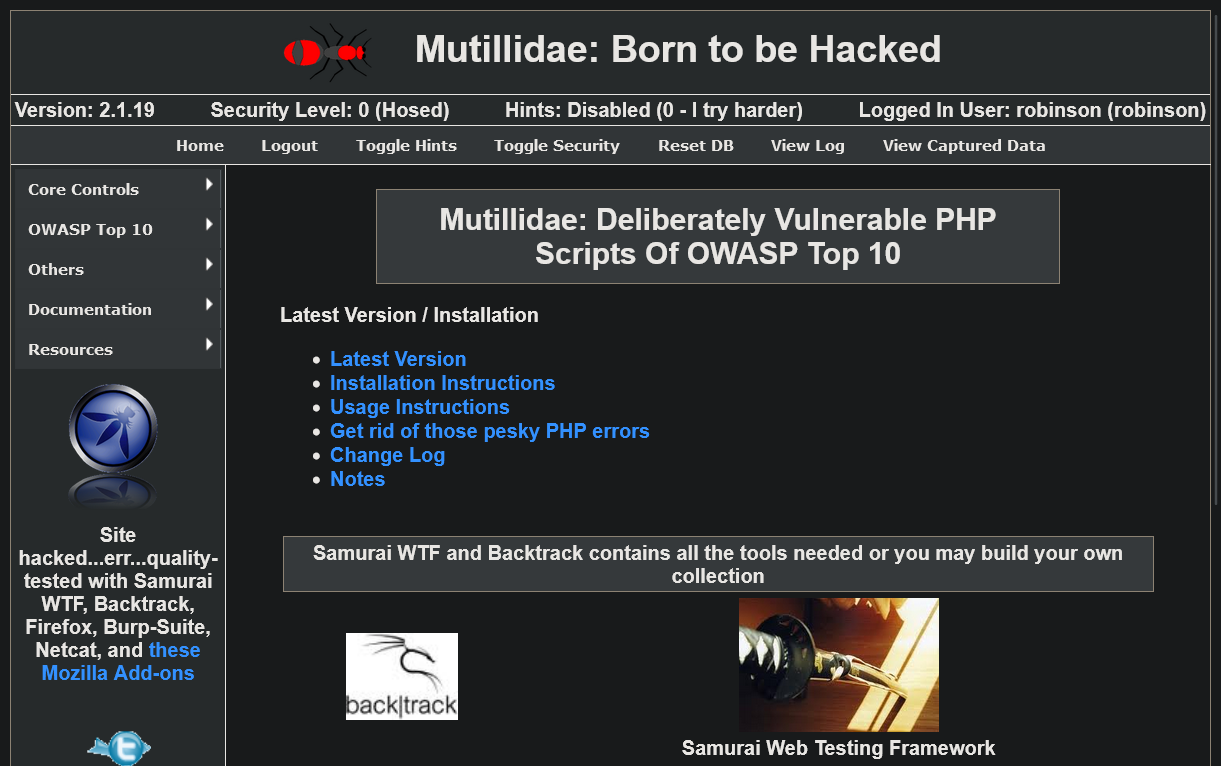 Mutillidae: Born to be Hacked
Version: 2.1.19
Security Level: 0 (Hosed)
Hints: Disabled (0 - I try harder)
Logged In User: robinson (robinson)
Home
Logout
Toggle Hints
Toggle Security
Reset DB
View Log
View Captured Data
Core Controls
OWASP Top 10
Others
Documentation
Resources
Site
hacked...err...quality-
tested with Samurai
WTF, Backtrack,
Firefox, Burp-Suite,
Netcat, and these
Mozilla Add-ons
Mutillidae: Deliberately Vulnerable PHP
Scripts Of OWASP Top 10
Latest Version / Installation
Latest Version
Installation Instructions
Usage Instructions
Get rid of those pesky PHP errors
Change Log
Notes
Samurai WTF and Backtrack contains all the tools needed or you may build your own
collection
back|track
Samurai Web Testing Framework